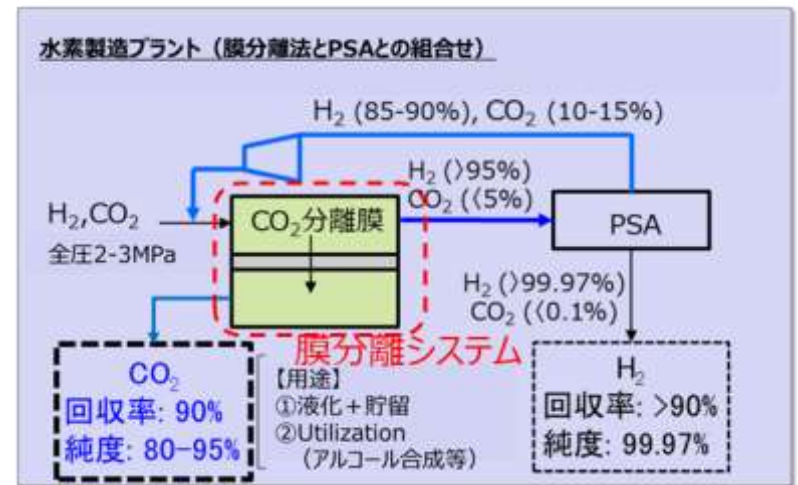 水素製造プラント（膜分離法とPSAとの組合せ）
H₂ (85-90%), CO₂ (10-15%)
H₂ (〉95%)
CO₂ (〈5%)
H₂,CO₂
全圧2-3MPa
CO₂分離膜
PSA
H₂ (〉99.97%)
CO₂ (〈0.1%)
膜分離システム
CO₂
回収率: 90%
純度: 80-95%
【用途】
①液化＋貯留
②Utilization
（アルコール合成等）
H₂
回収率: >90%
純度: 99.97%